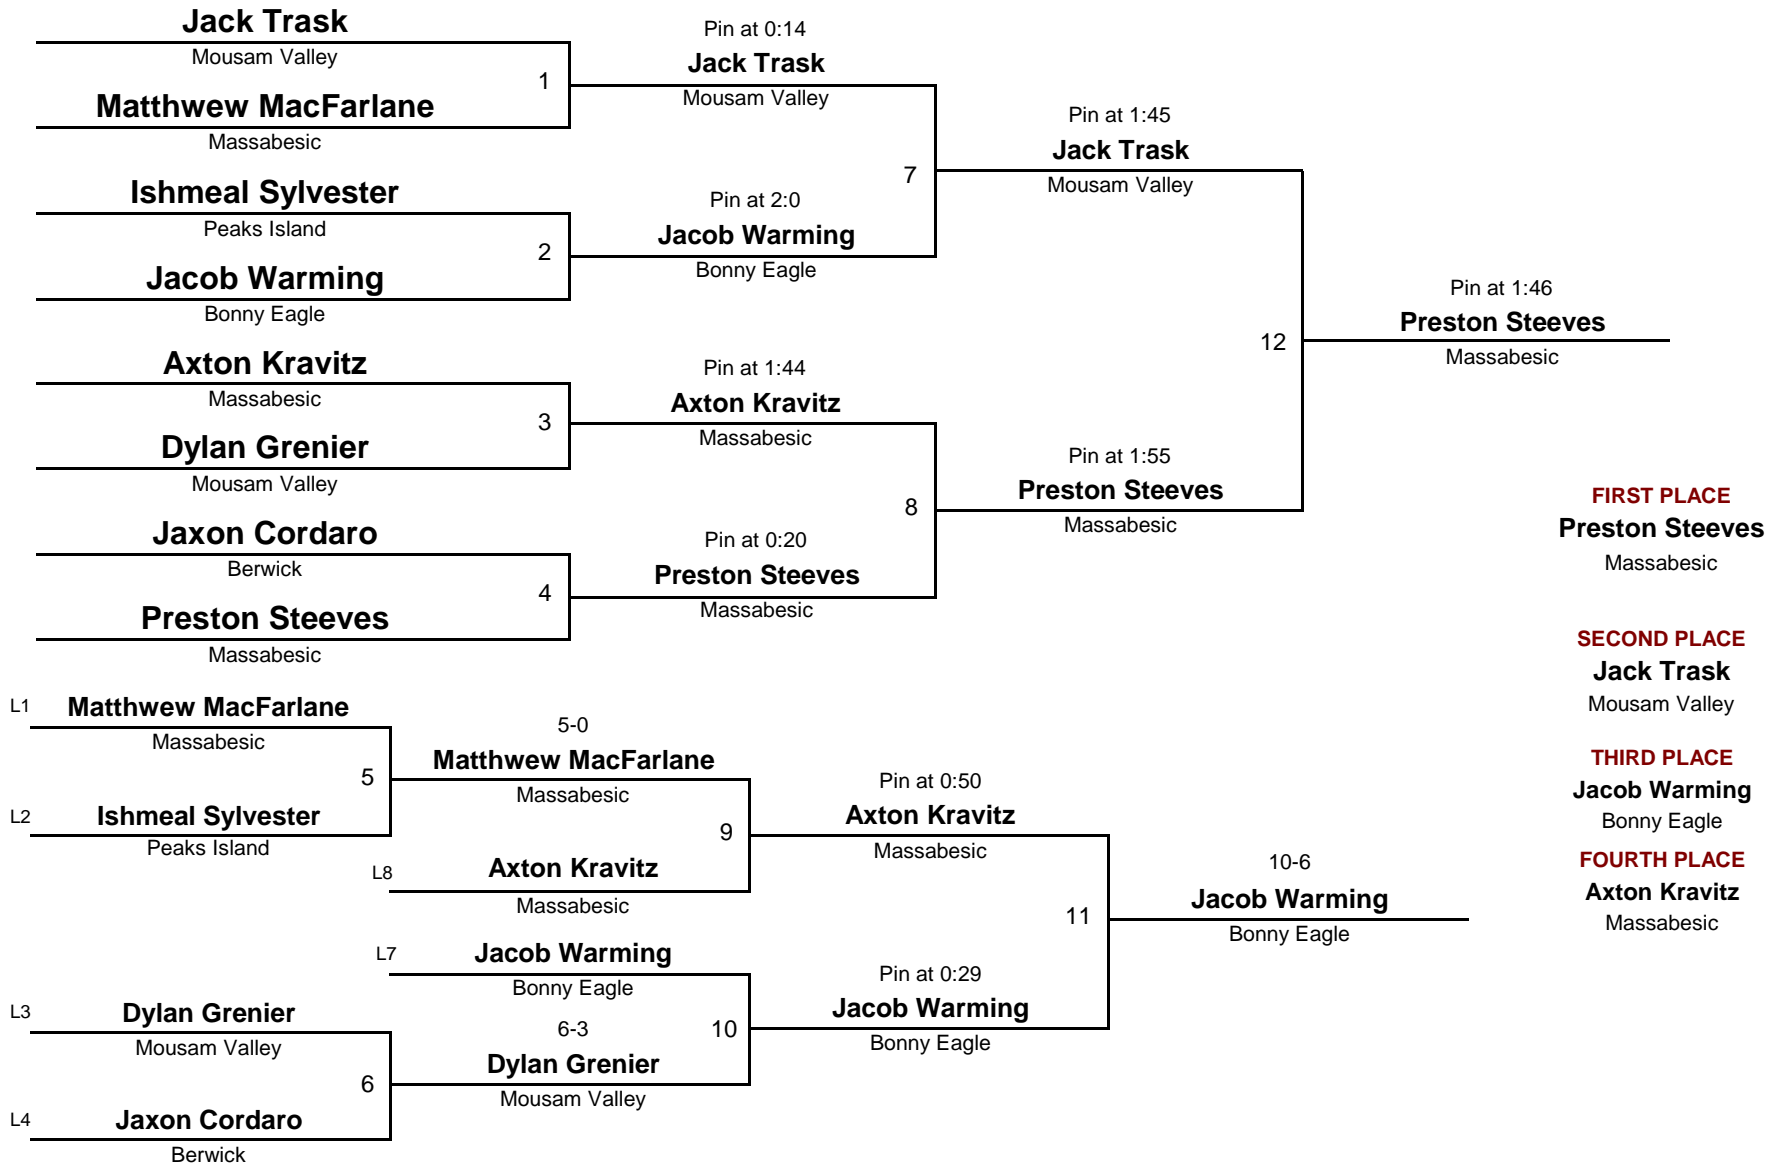 Jack Trask
Mousam Valley
1
Matthwew MacFarlane
Massabesic
Pin at 0:14
Jack Trask
Mousam Valley
Ishmeal Sylvester
Peaks Island
2
Jacob Warming
Bonny Eagle
Pin at 2:0
Jacob Warming
Bonny Eagle
7
Pin at 1:45
Jack Trask
Mousam Valley
Axton Kravitz
Massabesic
3
Dylan Grenier
Mousam Valley
Pin at 1:44
Axton Kravitz
Massabesic
Jaxon Cordaro
Berwick
4
Preston Steeves
Massabesic
Pin at 0:20
Preston Steeves
Massabesic
8
Pin at 1:55
Preston Steeves
Massabesic
12
Pin at 1:46
Preston Steeves
Massabesic
FIRST PLACE
Preston Steeves
Massabesic
SECOND PLACE
Jack Trask
Mousam Valley
THIRD PLACE
Jacob Warming
Bonny Eagle
FOURTH PLACE
Axton Kravitz
Massabesic
L1
Matthwew MacFarlane
Massabesic
5
L2
Ishmeal Sylvester
Peaks Island
5-0
Matthwew MacFarlane
Massabesic
9
L8
Axton Kravitz
Massabesic
Pin at 0:50
Axton Kravitz
Massabesic
L7
Jacob Warming
Bonny Eagle
L3
Dylan Grenier
Mousam Valley
6
L4
Jaxon Cordaro
Berwick
6-3
Dylan Grenier
Mousam Valley
10
Pin at 0:29
Jacob Warming
Bonny Eagle
11
10-6
Jacob Warming
Bonny Eagle